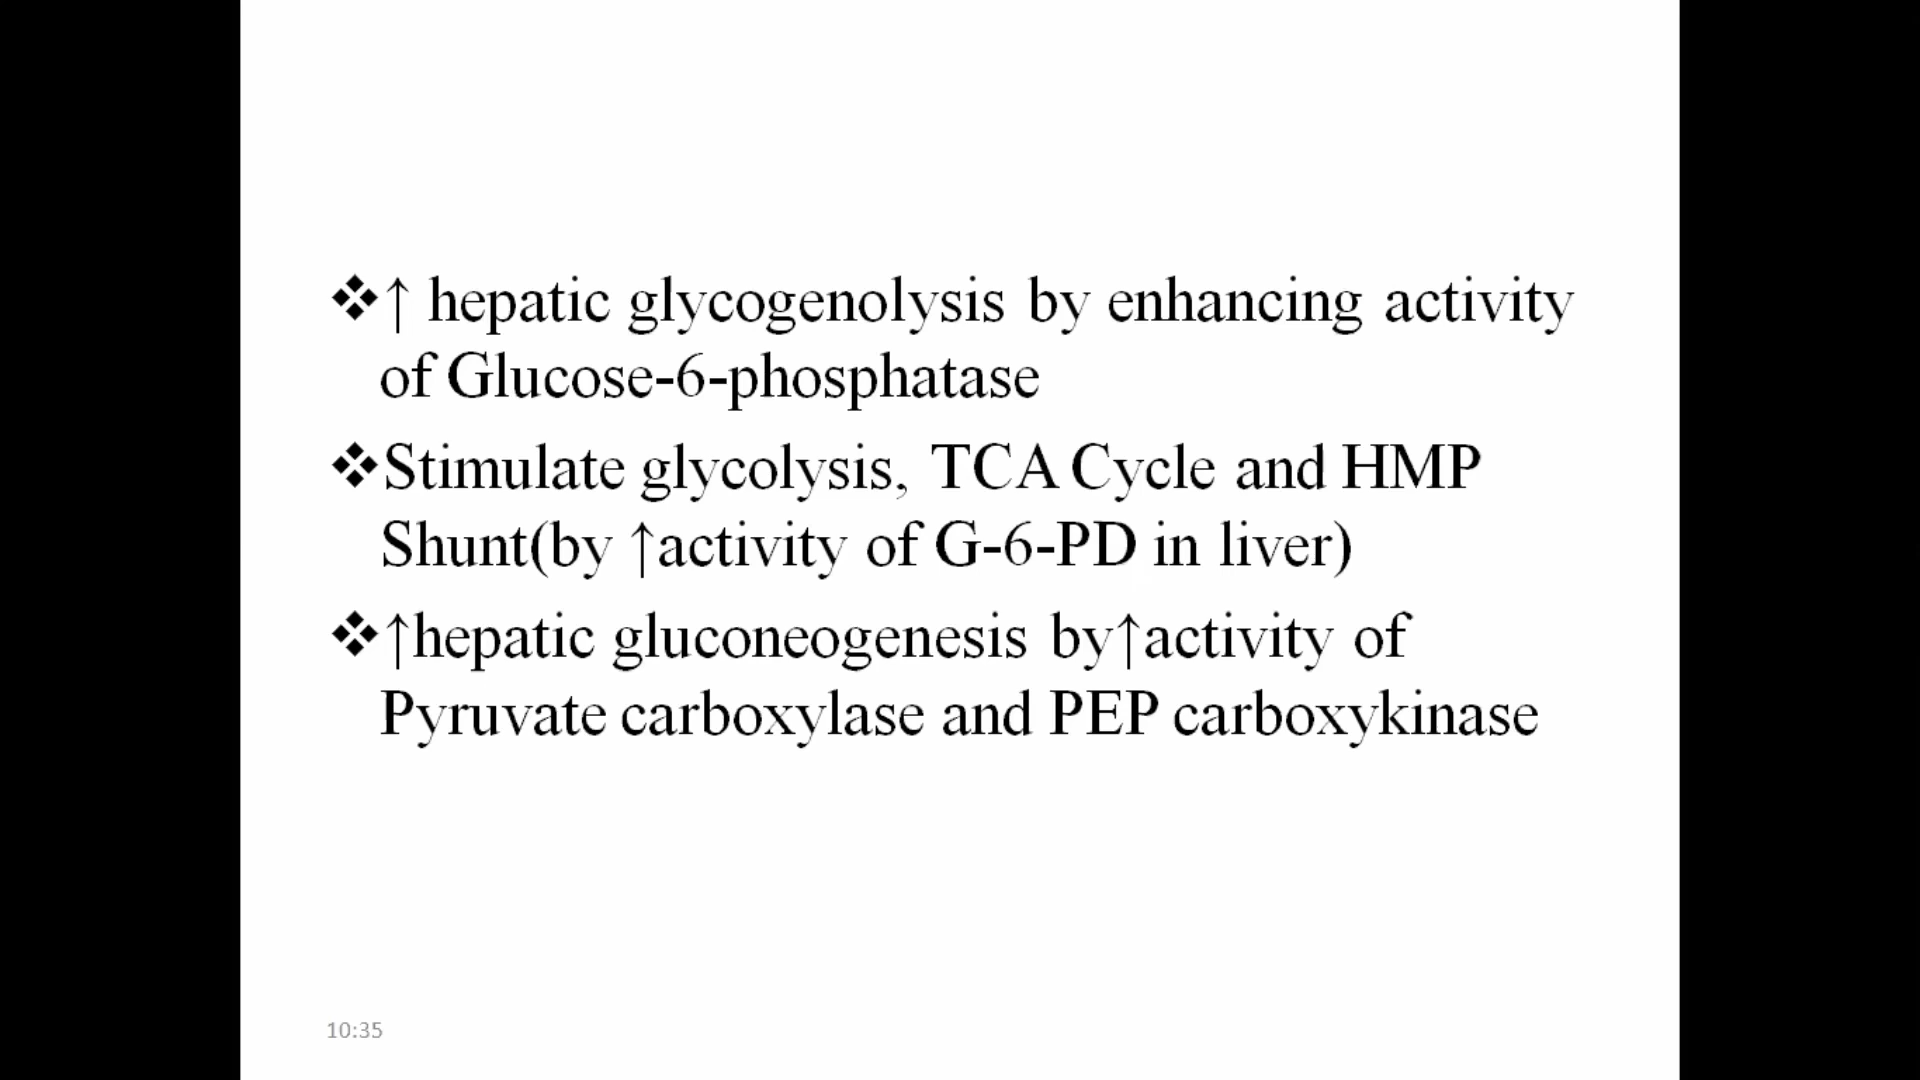 ❖↑ hepatic glycogenolysis by enhancing activity
of Glucose-6-phosphatase
❖Stimulate glycolysis, TCA Cycle and HMP
Shunt(by ↑activity of G-6-PD in liver)
❖↑hepatic gluconeogenesis by↑activity of
Pyruvate carboxylase and PEP carboxykinase
10:35